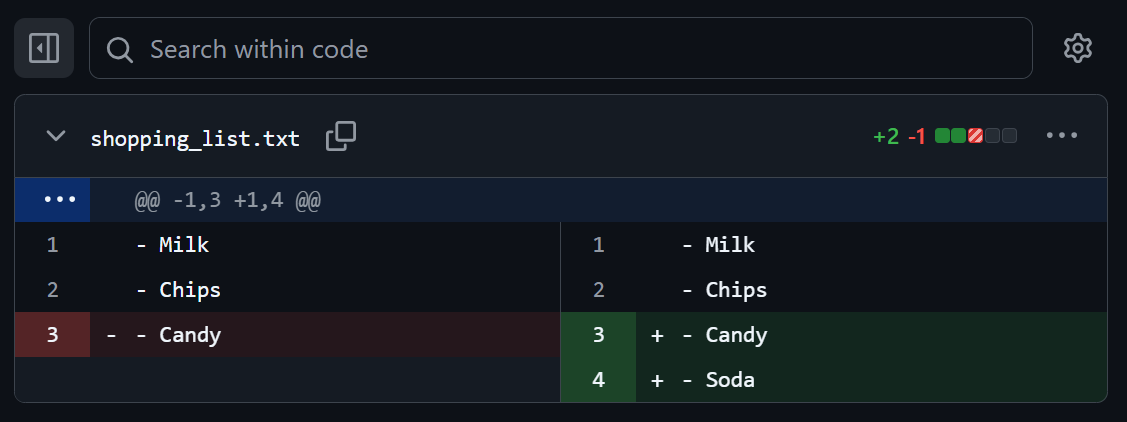 Search within code
shopping_list.txt +2 -1
@@ -1,3 +1,4 @@
1 - Milk 1 - Milk
2 - Chips 2 - Chips
3 - - Candy 3 + - Candy
4 + - Soda